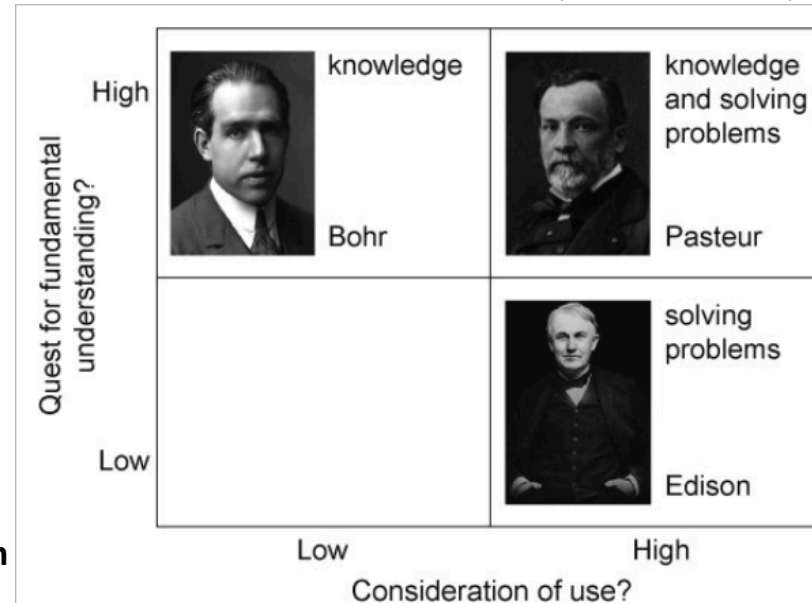 High
knowledge
Bohr
knowledge
and solving
problems
Pasteur
Quest for fundamental
understanding?
Low
solving
problems
Edison
Low
High
Consideration of use?